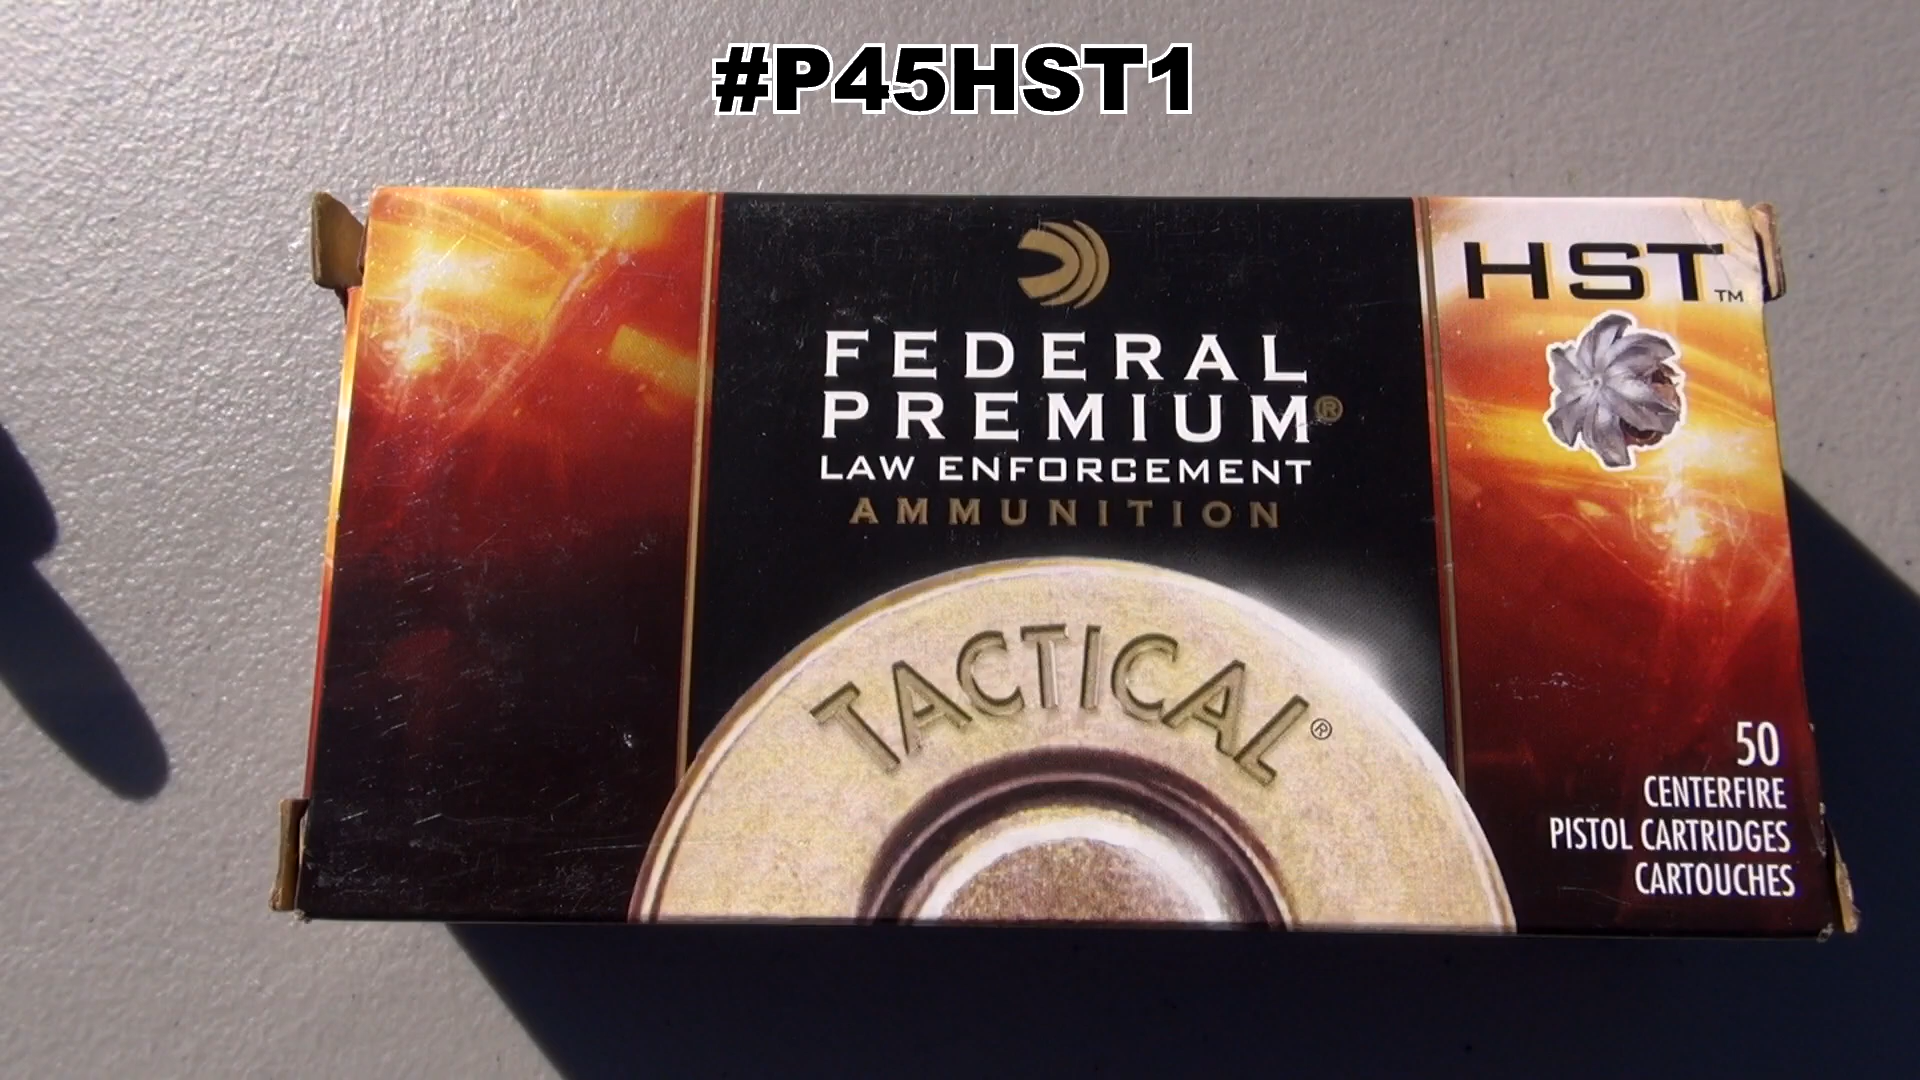 #P45HST1
FEDERAL
PREMIUM®
LAW ENFORCEMENT
AMMUNITION
HST™
TACTICAL®
50
CENTERFIRE
PISTOL CARTRIDGES
CARTOUCHES